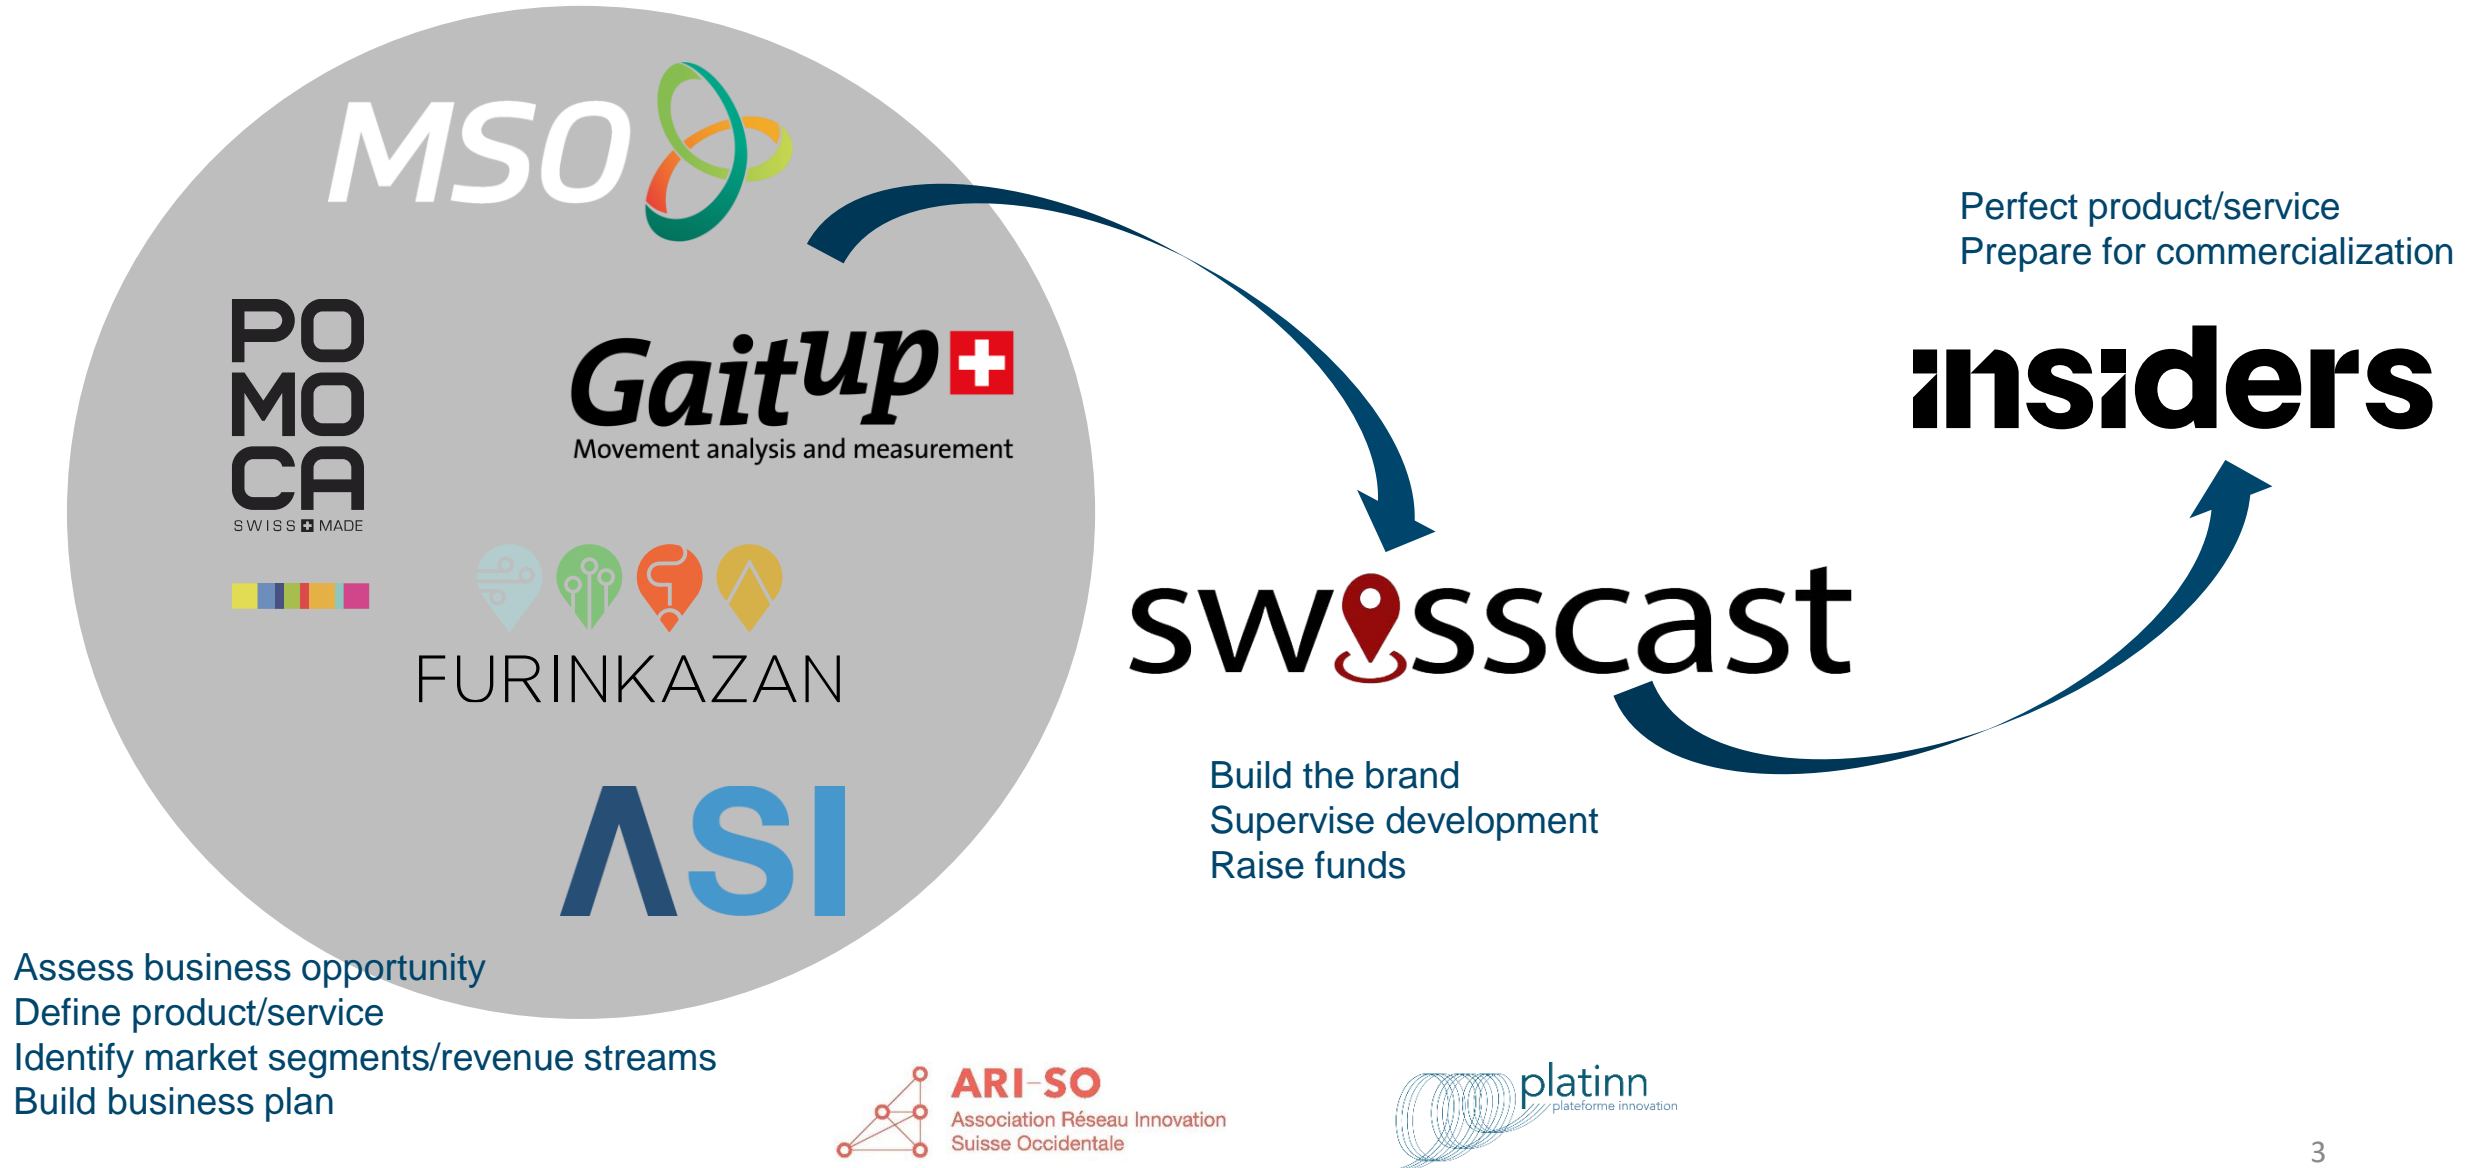 MSO
PO
MO
CA
SWISS MADE
Gaitup
Movement analysis and measurement
FURINKAZAN
ASI
Assess business opportunity
Define product/service
Identify market segments/revenue streams
Build business plan
swisscast
Build the brand
Supervise development
Raise funds
Perfect product/service
Prepare for commercialization
insiders
ARI-SO
Association Réseau Innovation
Suisse Occidentale
platinn
plateforme innovation
3